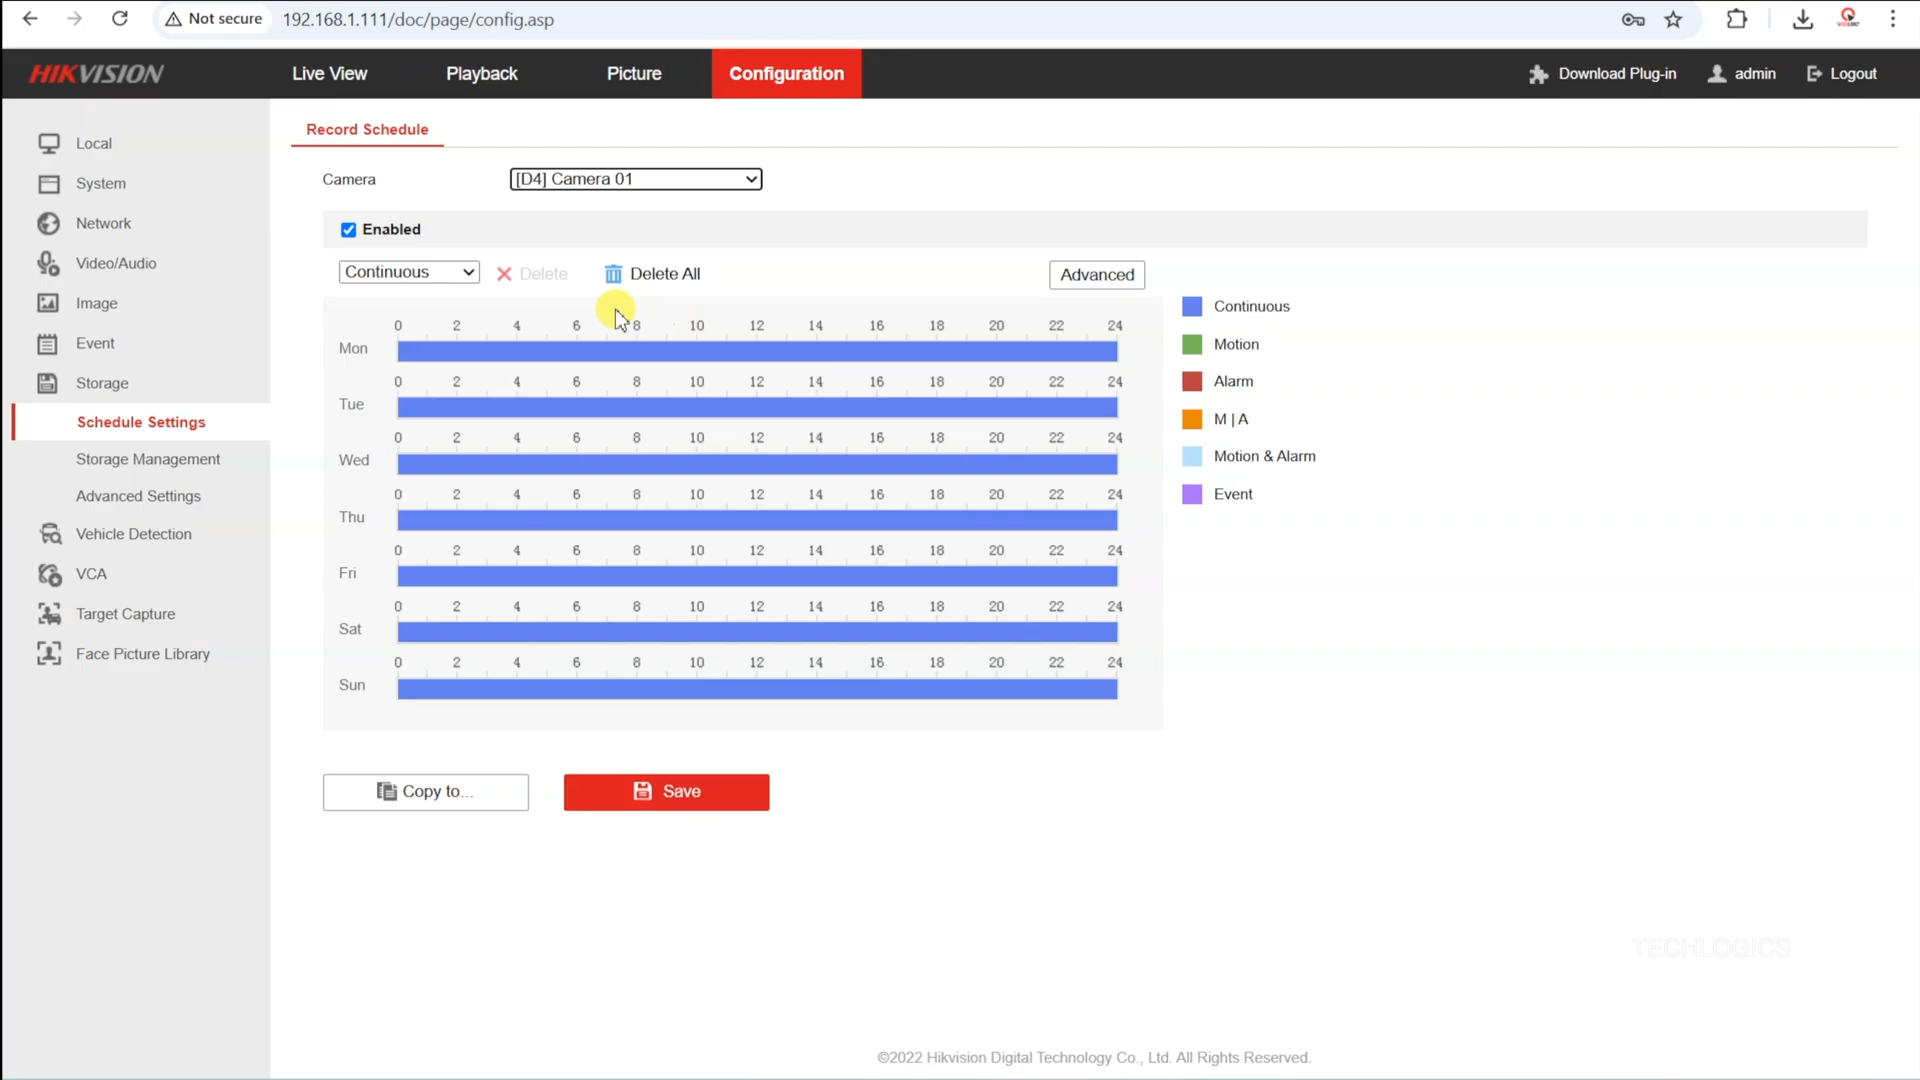 Not secure 192.168.1.111/doc/page/config.asp
HIKVISION Live View Playback Picture Configuration Download Plug-in admin Logout
Local
System
Network
Video/Audio
Image
Event
Storage
Schedule Settings
Storage Management
Advanced Settings
Vehicle Detection
VCA
Target Capture
Face Picture Library
Record Schedule
Camera [D4] Camera 01
Enabled
Continuous Delete Delete All Advanced
0 2 4 6 8 10 12 14 16 18 20 22 24
Mon
0 2 4 6 8 10 12 14 16 18 20 22 24
Tue
0 2 4 6 8 10 12 14 16 18 20 22 24
Wed
0 2 4 6 8 10 12 14 16 18 20 22 24
Thu
0 2 4 6 8 10 12 14 16 18 20 22 24
Fri
0 2 4 6 8 10 12 14 16 18 20 22 24
Sat
0 2 4 6 8 10 12 14 16 18 20 22 24
Sun
Continuous
Motion
Alarm
M | A
Motion & Alarm
Event
Copy to... Save
TECHLOGICS
©2022 Hikvision Digital Technology Co., Ltd. All Rights Reserved.